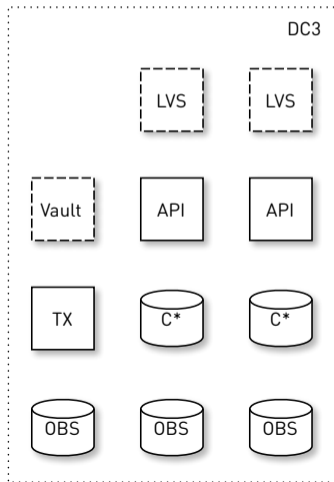 DC3
LVS LVS
Vault API API
TX C* C*
OBS OBS OBS